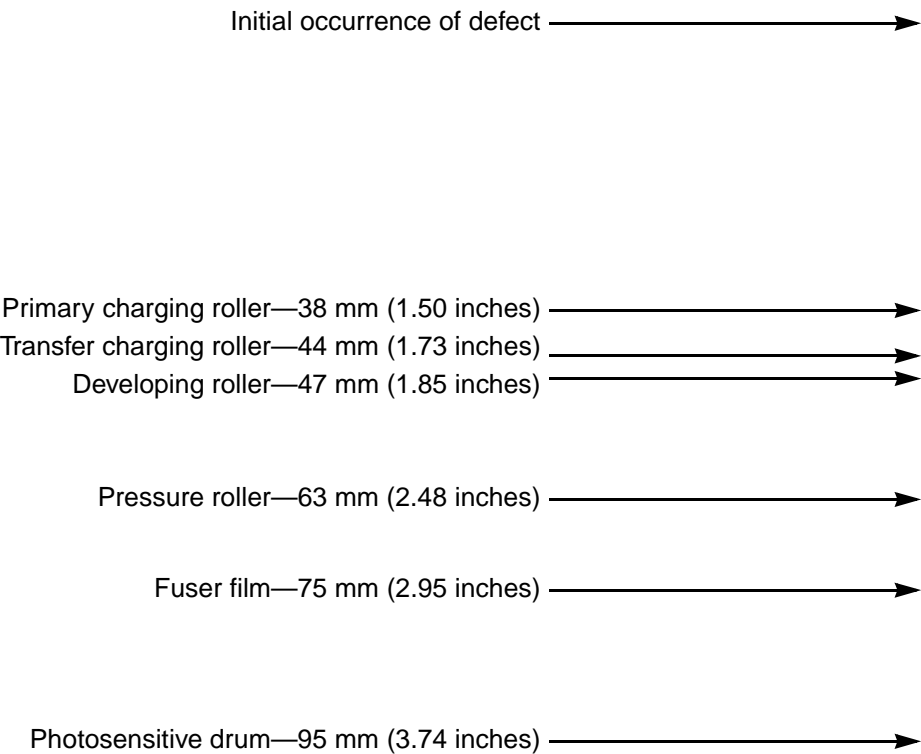 Initial occurrence of defect
Primary charging roller—38 mm (1.50 inches)
Transfer charging roller—44 mm (1.73 inches)
Developing roller—47 mm (1.85 inches)
Pressure roller—63 mm (2.48 inches)
Fuser film—75 mm (2.95 inches)
Photosensitive drum—95 mm (3.74 inches)